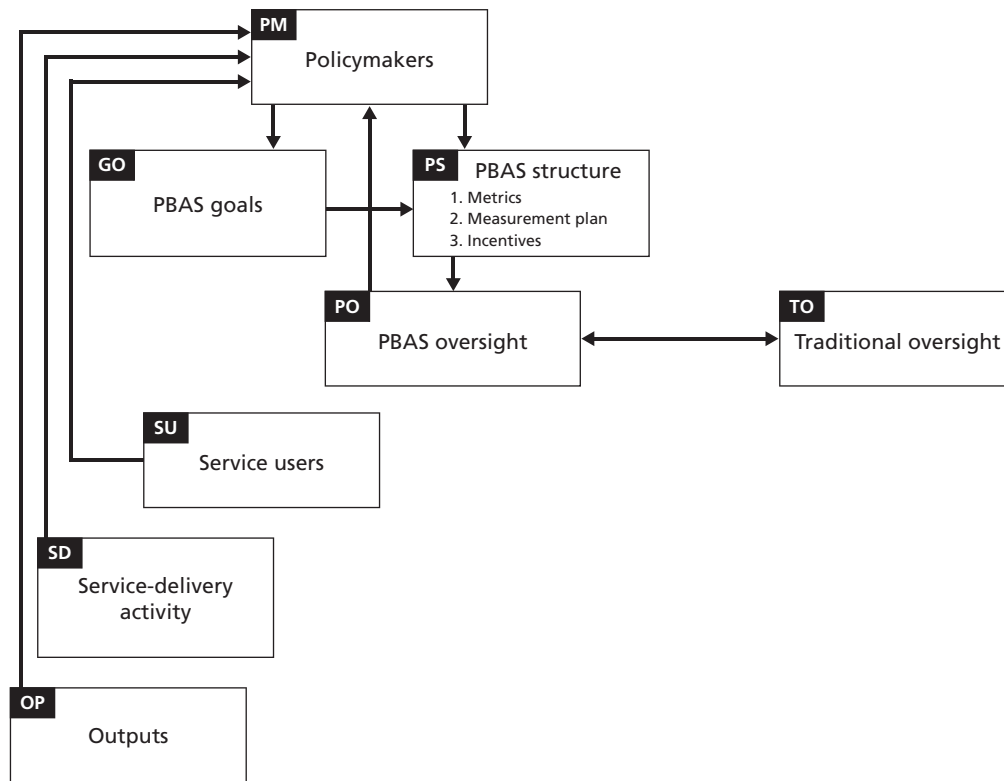 PM
Policymakers
GO
PBAS goals
PS
PBAS structure
1. Metrics
2. Measurement plan
3. Incentives
PO
PBAS oversight
TO
Traditional oversight
SU
Service users
SD
Service-delivery
activity
OP
Outputs